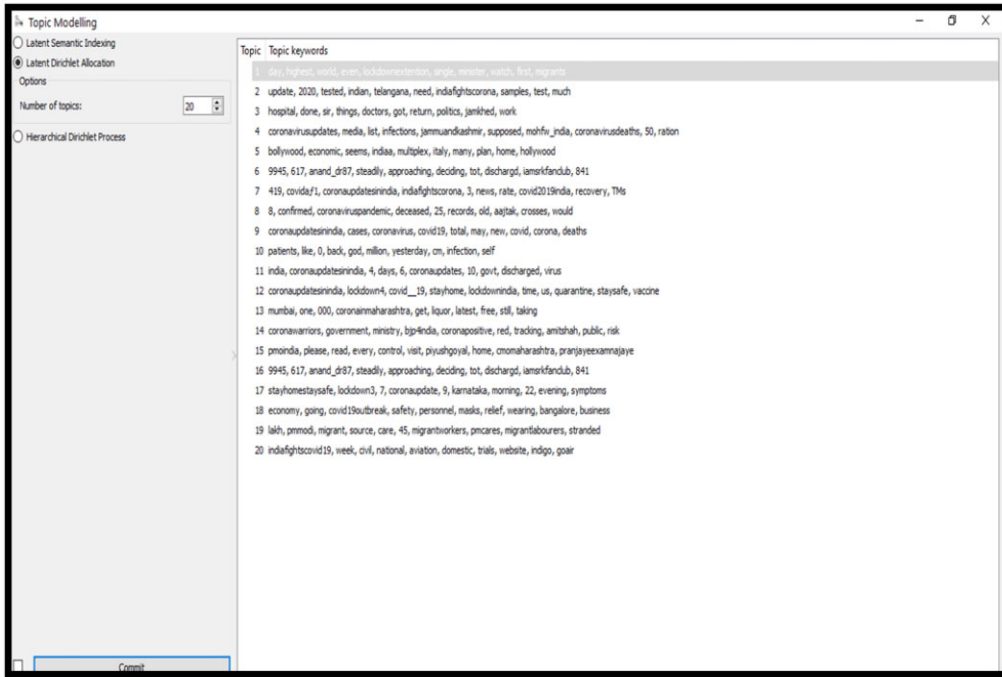 Topic Modelling
Latent Semantic Indexing
Latent Dirichlet Allocation
Options
Number of topics: 20
Hierarchical Dirichlet Process
Topic Topic keywords
1 day, highest, world, even, lockdownextention, single, minister, watch, first, migrants
2 update, 2020, tested, indian, telangana, need, indiafightscorona, samples, test, much
3 hospital, done, sir, things, doctors, got, return, politics, jamkhed, work
4 coronavirusupdates, media, list, infections, jammuandkashmir, supposed, mohfw_india, coronavirusdeaths, 50, ration
5 bollywood, economic, seems, indiaa, multiplex, italy, many, plan, home, hollywood
6 9945, 617, anand_dr87, steadily, approaching, deciding, tot, dischargd, iamsrkfanclub, 841
7 419, covidaƒ1, coronaupdatesinindia, indiafightscorona, 3, news, rate, covid2019india, recovery, TMs
8 8, confirmed, coronaviruspandemic, deceased, 25, records, old, aajtak, crosses, would
9 coronaupdatesinindia, cases, coronavirus, covid19, total, may, new, covid, corona, deaths
10 patients, like, 0, back, god, million, yesterday, cm, infection, self
11 india, coronaupdatesinindia, 4, days, 6, coronaupdates, 10, govt, discharged, virus
12 coronaupdatesinindia, lockdown4, covid__19, stayhome, lockdownindia, time, us, quarantine, staysafe, vaccine
13 mumbai, one, 000, coronainmaharashtra, get, liquor, latest, free, still, taking
14 coronawarriors, government, ministry, bjp4india, coronapositive, red, tracking, amitshah, public, risk
15 pmoindia, please, read, every, control, visit, piyushgoyal, home, cmomaharashtra, pranjayeexamnajaye
16 9945, 617, anand_dr87, steadily, approaching, deciding, tot, dischargd, iamsrkfanclub, 841
17 stayhomestaysafe, lockdown3, 7, coronaupdate, 9, karnataka, morning, 22, evening, symptoms
18 economy, going, covid19outbreak, safety, personnel, masks, relief, wearing, bangalore, business
19 lakh, pmmodi, migrant, source, care, 45, migrantworkers, pmcares, migrantlabourers, stranded
20 indiafightscovid19, week, civil, national, aviation, domestic, trials, website, indigo, goair
Commit